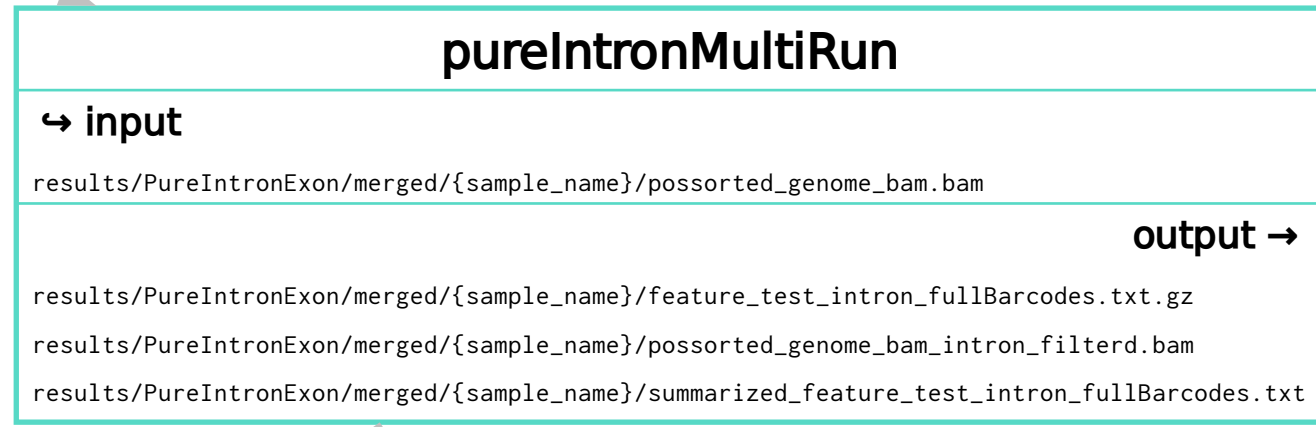 pureIntronMultiRun
↪ input
results/PureIntronExon/merged/{sample_name}/possorted_genome_bam.bam
output →
results/PureIntronExon/merged/{sample_name}/feature_test_intron_fullBarcodes.txt.gz
results/PureIntronExon/merged/{sample_name}/possorted_genome_bam_intron_filterd.bam
results/PureIntronExon/merged/{sample_name}/summarized_feature_test_intron_fullBarcodes.txt